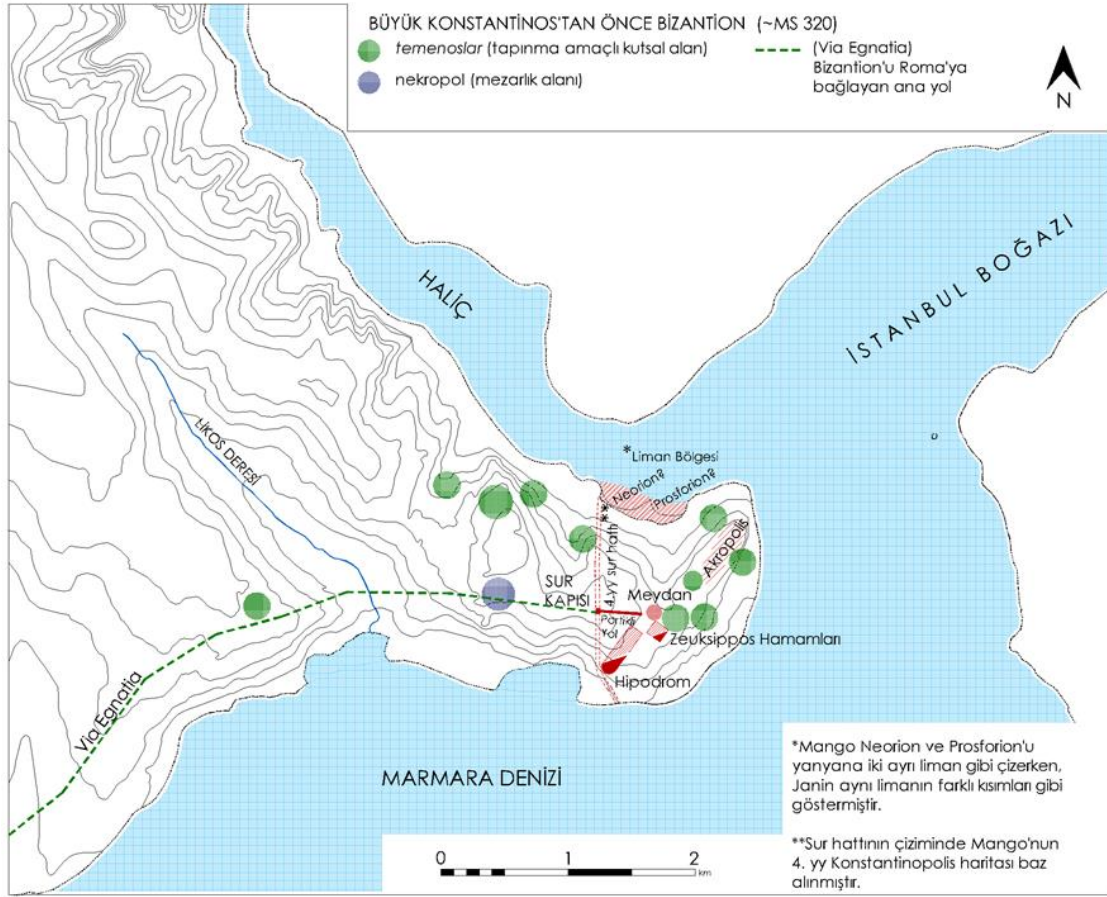 BÜYÜK KONSTANTİNOS'TAN ÖNCE BİZANTİON (~MS 320)
temenoslar (tapınma amaçlı kutsal alan)
nekropol (mezarlık alanı)
(Via Egnatia)
Bizantion'u Roma'ya
bağlayan ana yol
N
HALİÇ
İSTANBUL BOĞAZI
LİKOS DERESİ
*Liman Bölgesi
Neorion?
Prosforion?
**
4.yy sur hattı
Akropolis
SUR
KAPISI
Meydan
Portikli
Yol
Zeuksippos Hamamları
Hipodrom
Via Egnatia
MARMARA DENİZİ
*Mango Neorion ve Prosforion'u
yanyana iki ayrı liman gibi çizerken,
Janin aynı limanın farklı kısımları gibi
göstermiştir.
**Sur hattının çiziminde Mango'nun
4. yy Konstantinopolis haritası baz
alınmıştır.
0 1 2
km